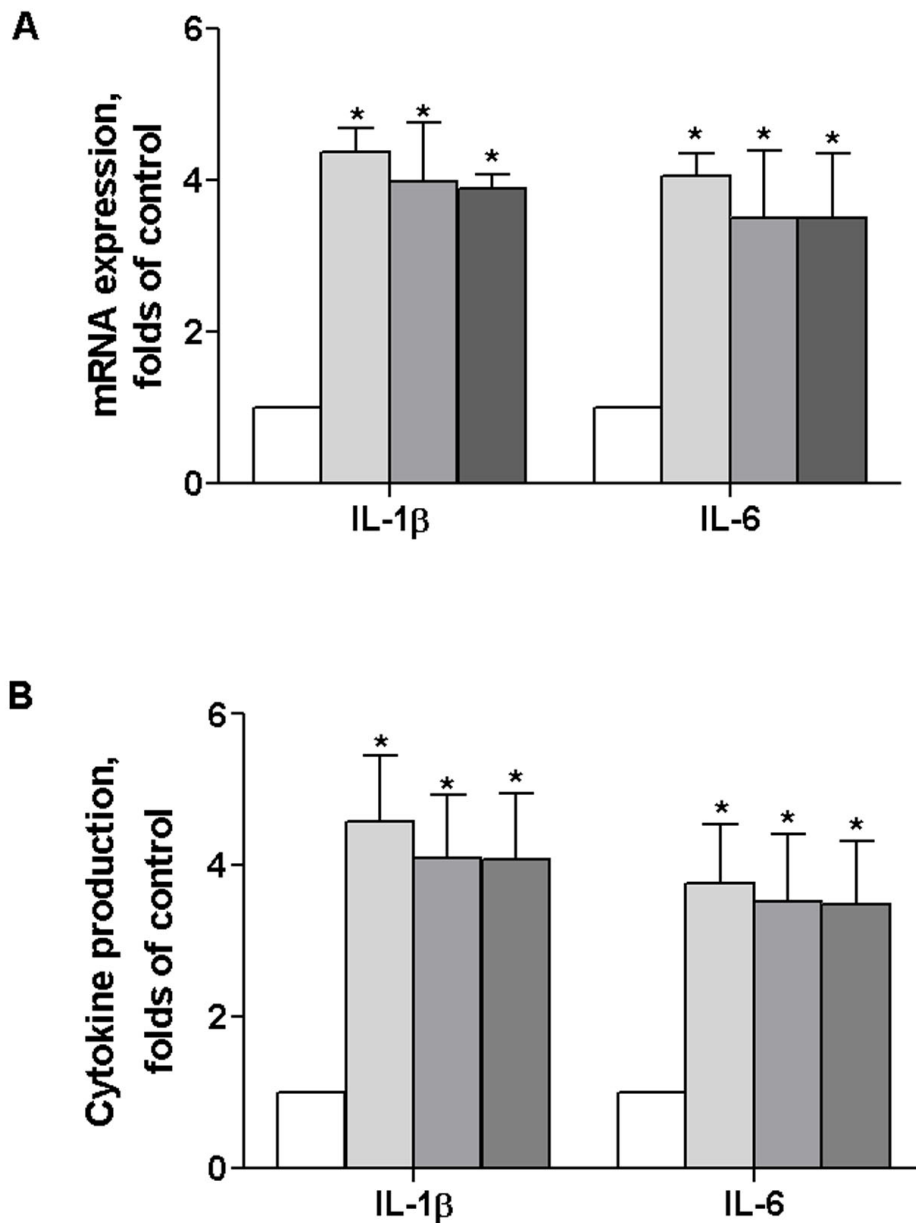 A
mRNA expression,
folds of control
6
4
2
0
* * *
* * *
IL-1β
IL-6
B
Cytokine production,
folds of control
6
4
2
0
* * *
* * *
IL-1β
IL-6